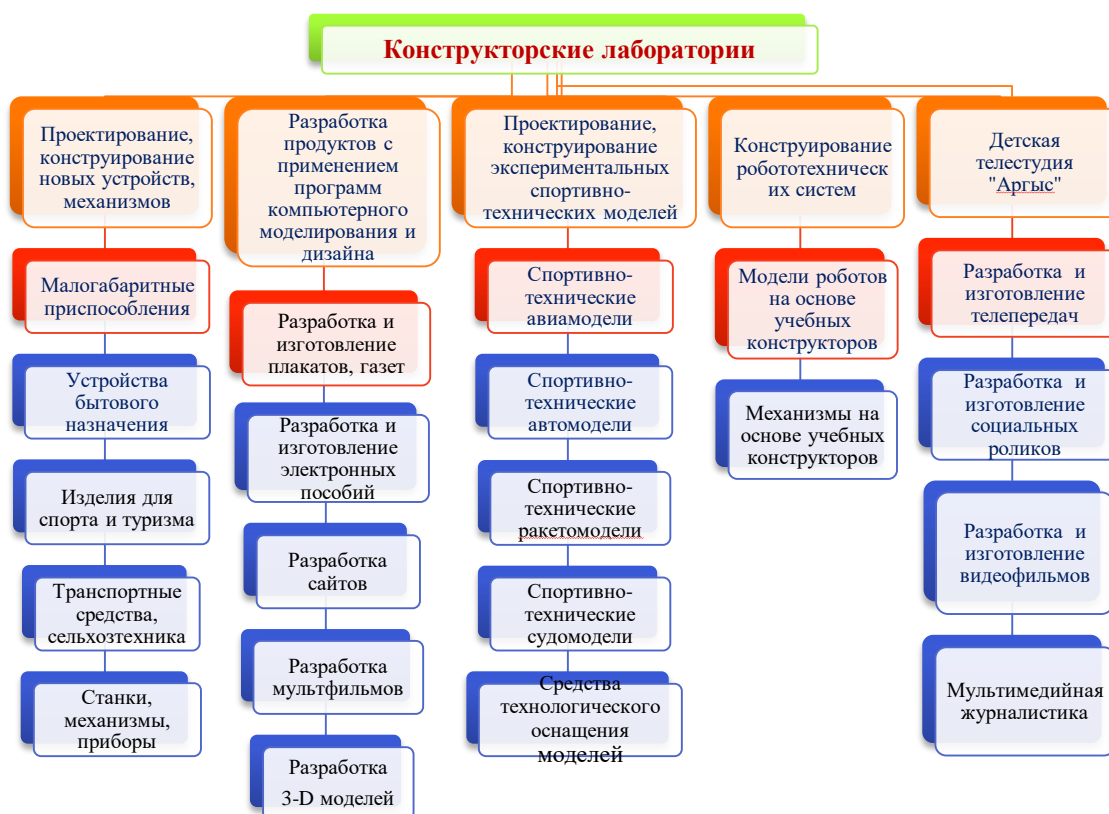 Конструкторские лаборатории
Проектирование,
конструирование
новых устройств,
механизмов
Малогабаритные
приспособления
Устройства
бытового
назначения
Изделия для
спорта и туризма
Транспортные
средства,
сельхозтехника
Станки,
механизмы,
приборы
Разработка
продуктов с
применением
программ
компьютерного
моделирования и
дизайна
Разработка и
изготовление
плакатов, газет
Разработка и
изготовление
электронных
пособий
Разработка
сайтов
Разработка
мультфильмов
Разработка
3-D моделей
Проектирование,
конструирование
экспериментальных
спортивно-
технических моделей
Спортивно-
технические
авиамодели
Спортивно-
технические
автомодели
Спортивно-
технические
ракетомодели
Спортивно-
технические
судомодели
Средства
технологического
оснащения
моделей
Конструирование
робототехническ
их систем
Модели роботов
на основе
учебных
конструкторов
Механизмы на
основе учебных
конструкторов
Детская
телестудия
"Аргыс"
Разработка и
изготовление
телепередач
Разработка и
изготовление
социальных
роликов
Разработка и
изготовление
видеофильмов
Мультимедийная
журналистика